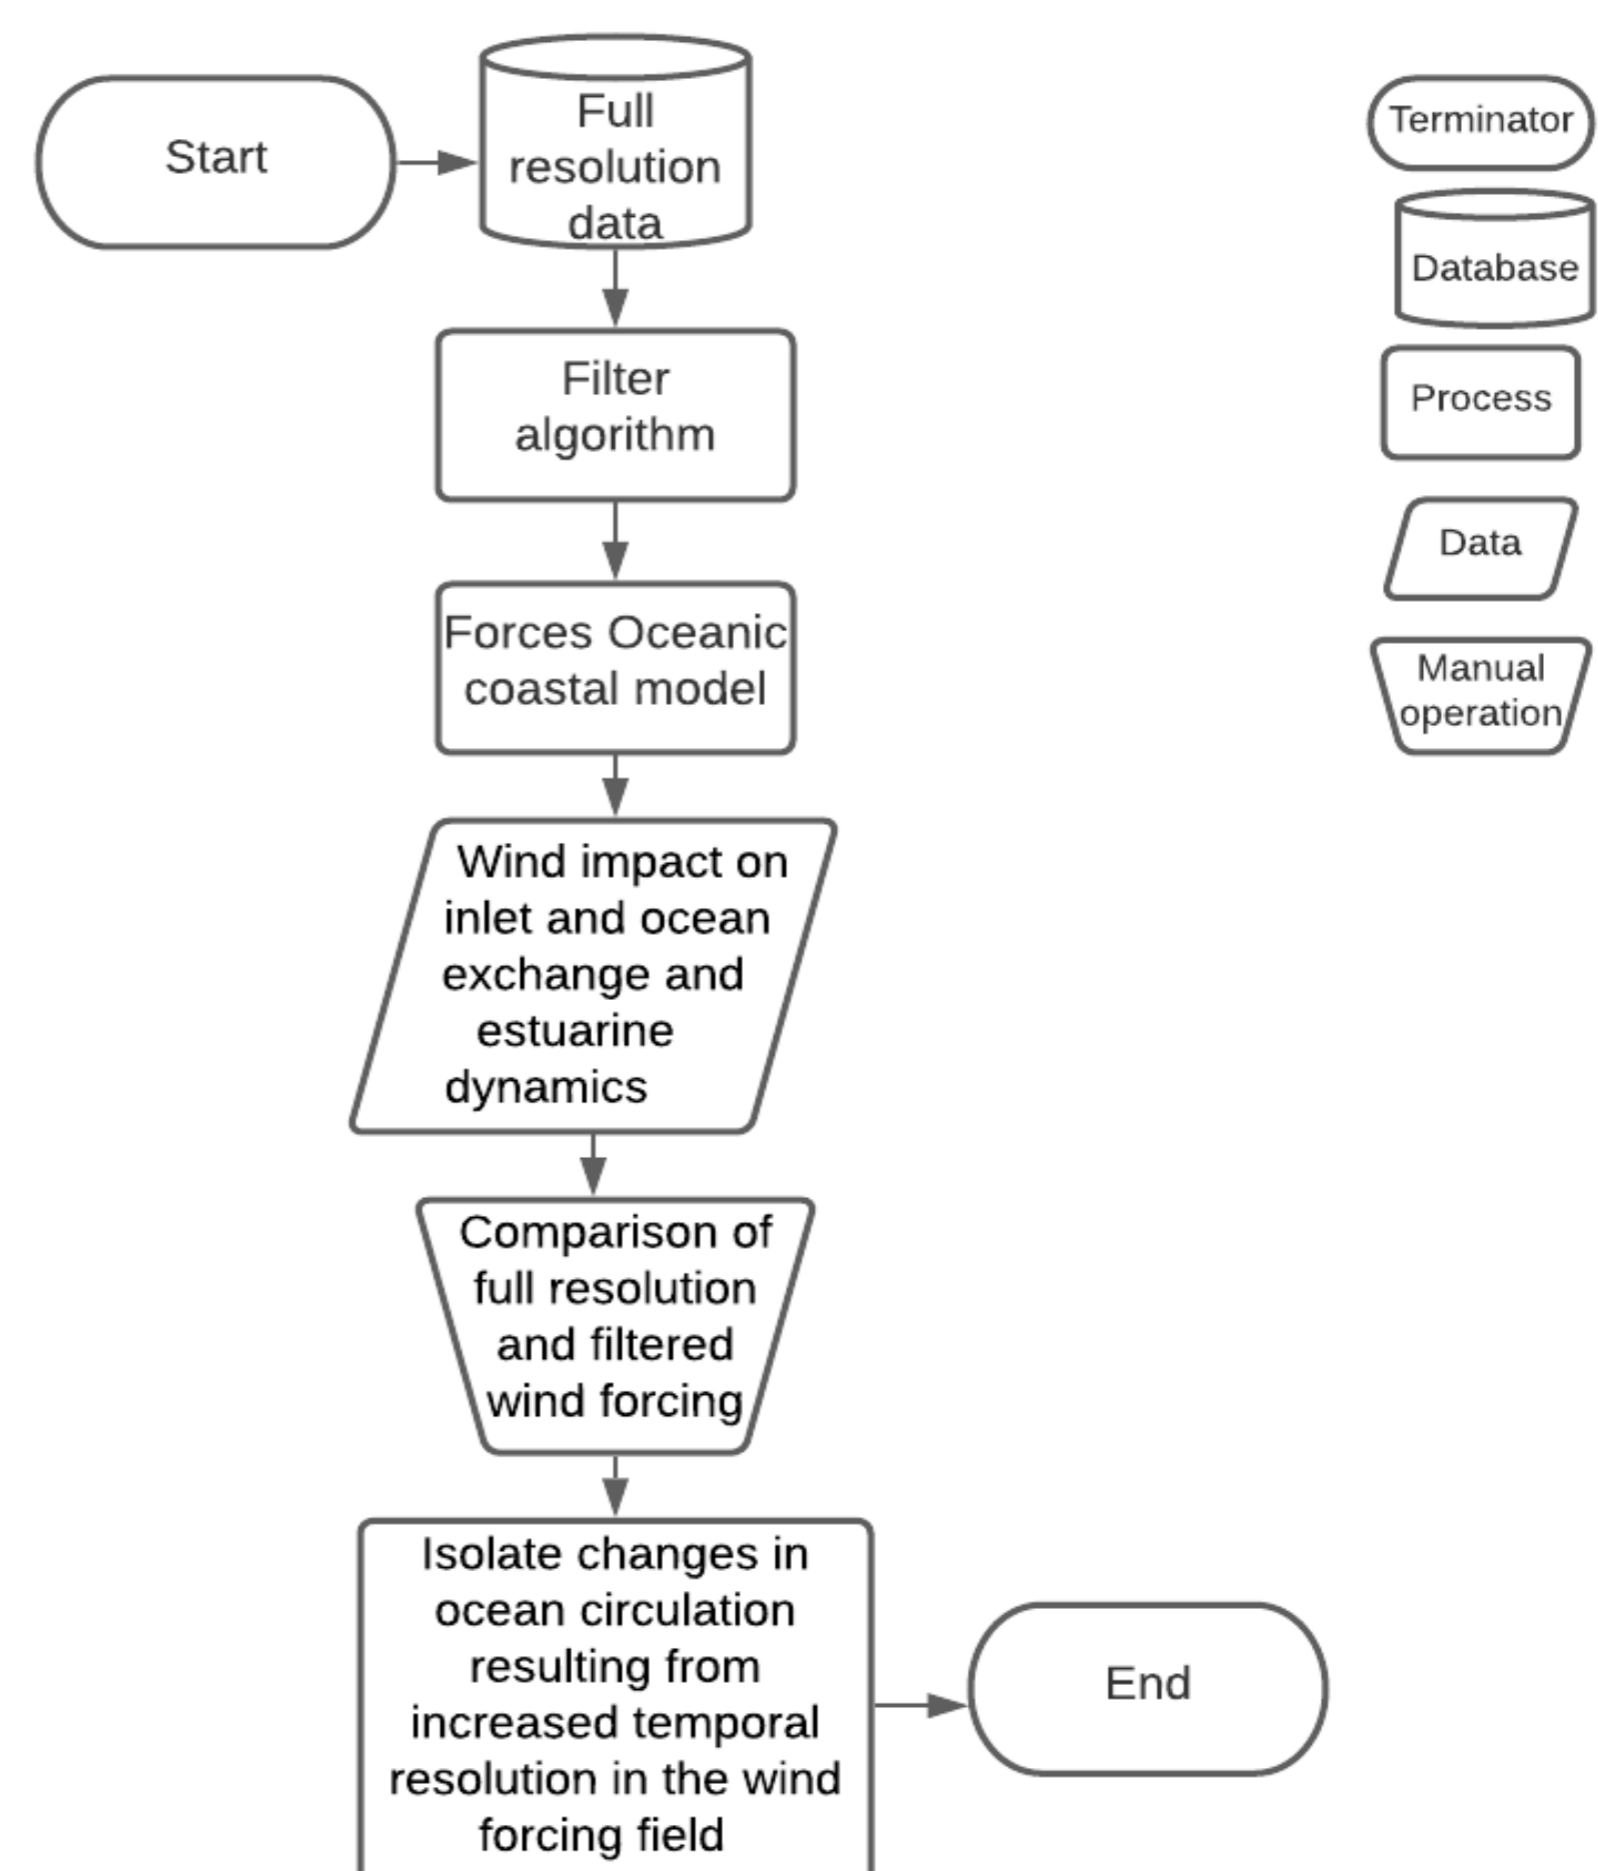 Start
Full
resolution
data
Filter
algorithm
Forces Oceanic
coastal model
Wind impact on
inlet and ocean
exchange and
estuarine
dynamics
Comparison of
full resolution
and filtered
wind forcing
Isolate changes in
ocean circulation
resulting from
increased temporal
resolution in the wind
forcing field
End
Terminator
Database
Process
Data
Manual
operation